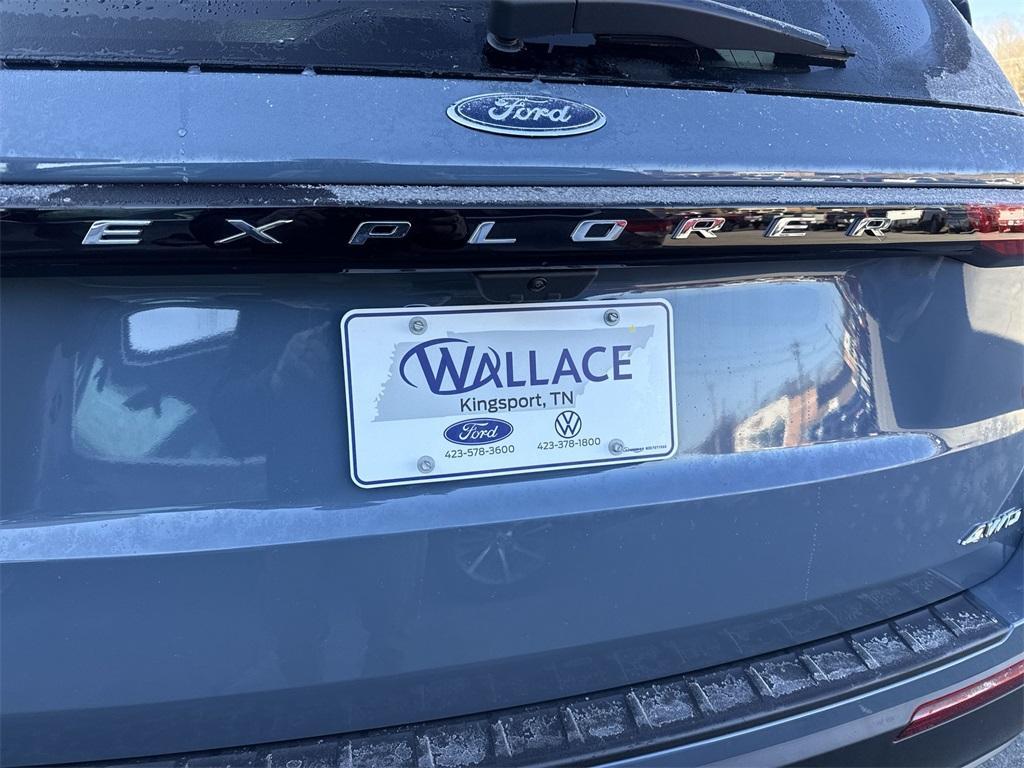 Ford
EXPLORER
WALLACE
Kingsport, TN
Ford
423-578-3600
423-378-1800
4WD